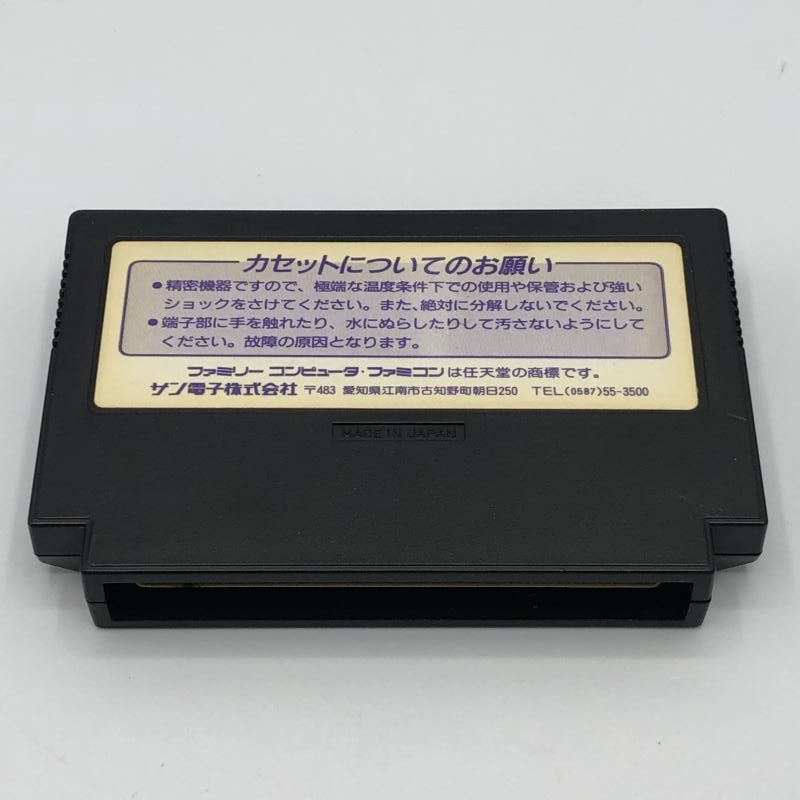 カセットについてのお願い
●精密機器ですので、極端な温度条件下での使用や保管および強い
ショックをさけてください。また、絶対に分解しないでください。
●端子部に手を触れたり、水にぬらしたりして汚さないようにして
ください。故障の原因となります。
ファミリー コンピュータ・ファミコンは任天堂の商標です。
サン電子株式会社 〒483 愛知県江南市古知野町朝日250 TEL(0587)55-3500
MADE IN JAPAN